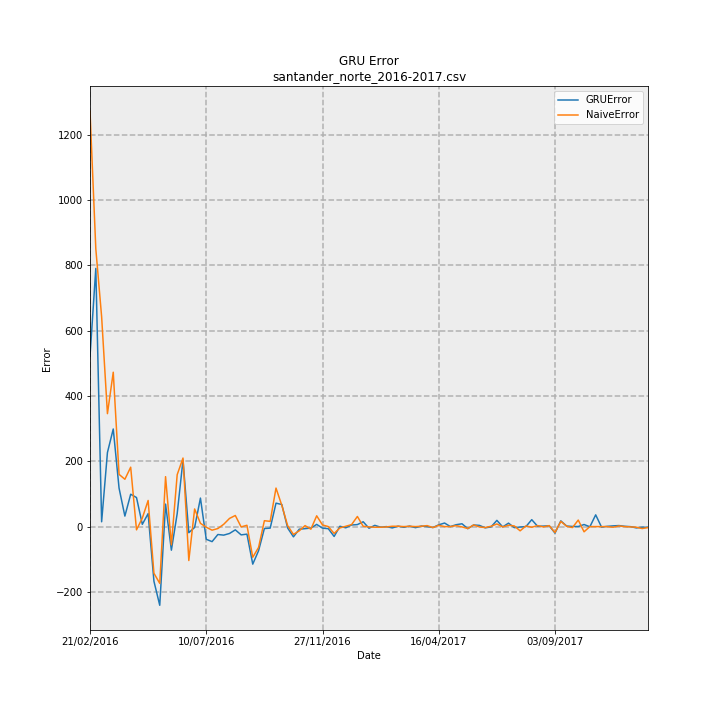 GRU Error
santander_norte_2016-2017.csv
GRUError
NaiveError
1200
1000
800
600
400
200
0
−200
Error
21/02/2016
10/07/2016
27/11/2016
16/04/2017
03/09/2017
Date